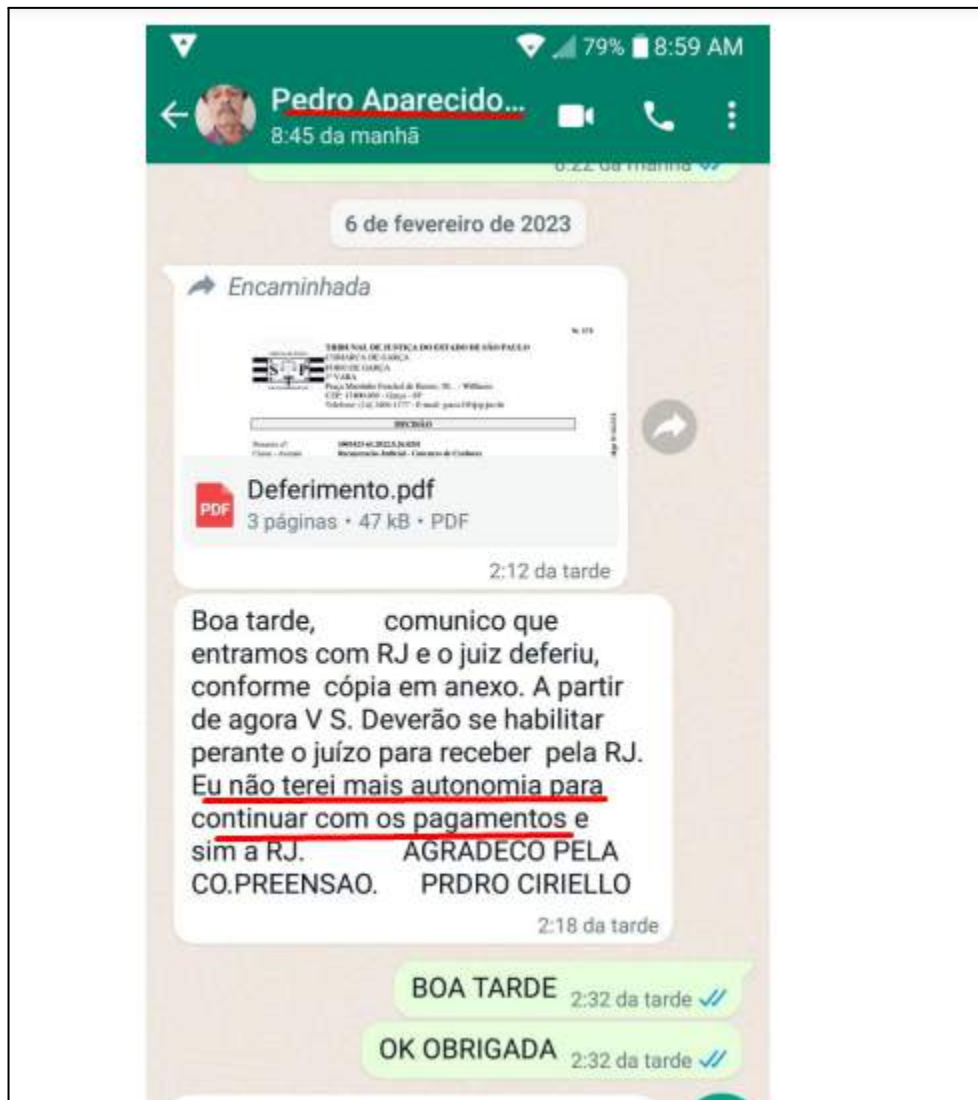 79% 8:59 AM
Pedro Aparecido...
8:45 da manhã
6 de fevereiro de 2023
Encaminhada
TRIBUNAL DE JUSTIÇA DO ESTADO DE SÃO PAULO
COMARCA DE GARÇA
FORO DE GARÇA
1ª VARA
DECISÃO
PDF
Deferimento.pdf
3 páginas • 47 kB • PDF
2:12 da tarde
Boa tarde, comunico que
entramos com RJ e o juiz deferiu,
conforme cópia em anexo. A partir
de agora V S. Deverão se habilitar
perante o juízo para receber pela RJ.
Eu não terei mais autonomia para
continuar com os pagamentos e
sim a RJ. AGRADECO PELA
CO.PREENSAO. PRDRO CIRIELLO
2:18 da tarde
BOA TARDE 2:32 da tarde
OK OBRIGADA 2:32 da tarde